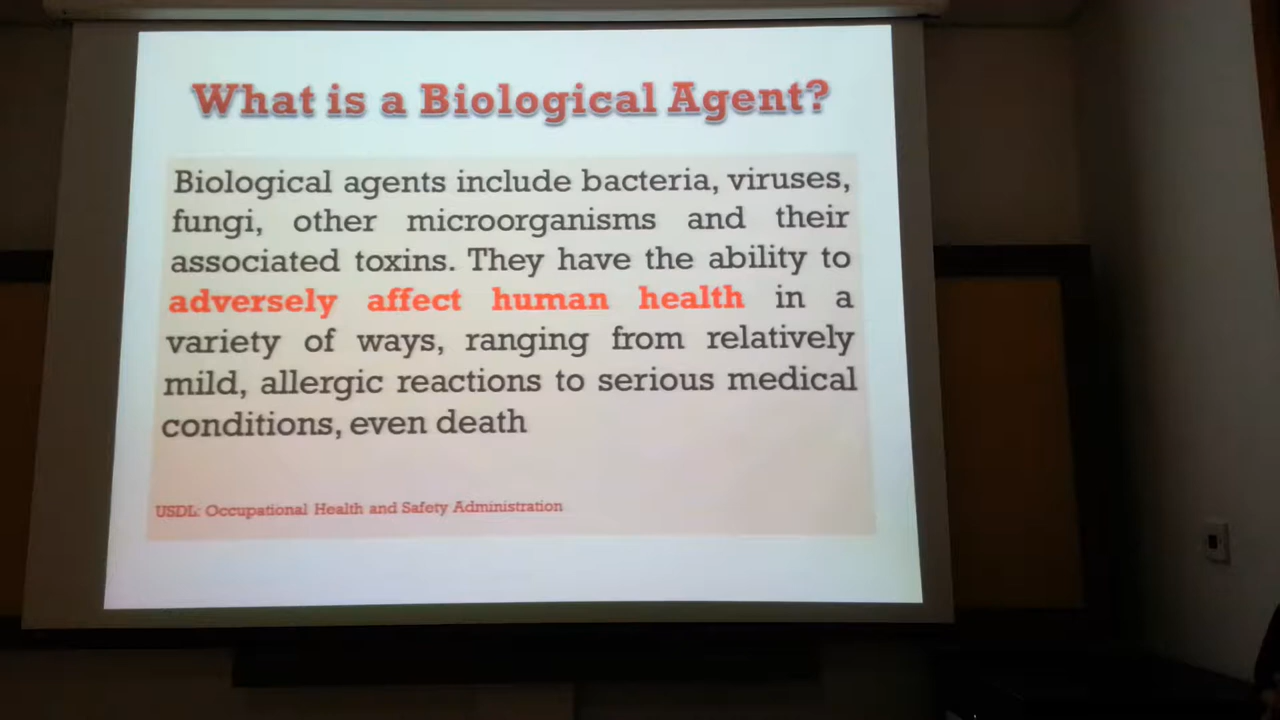 What is a Biological Agent?
Biological agents include bacteria, viruses,
fungi, other microorganisms and their
associated toxins. They have the ability to
adversely affect human health in a
variety of ways, ranging from relatively
mild, allergic reactions to serious medical
conditions, even death
USDL: Occupational Health and Safety Administration